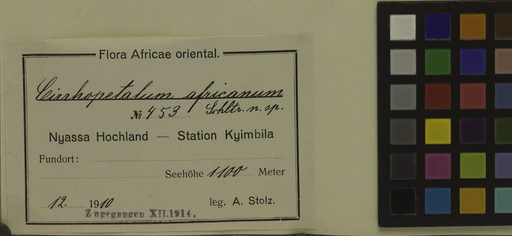 Flora Africae oriental.
Cirrhopetalum africanum
№ 453 Schltr. n. sp.
Nyassa Hochland — Station Kyimbila
Fundort:
Seehöhe 1100 Meter
12. 1910 leg. A. Stolz.
Zugegangen XII.1914.